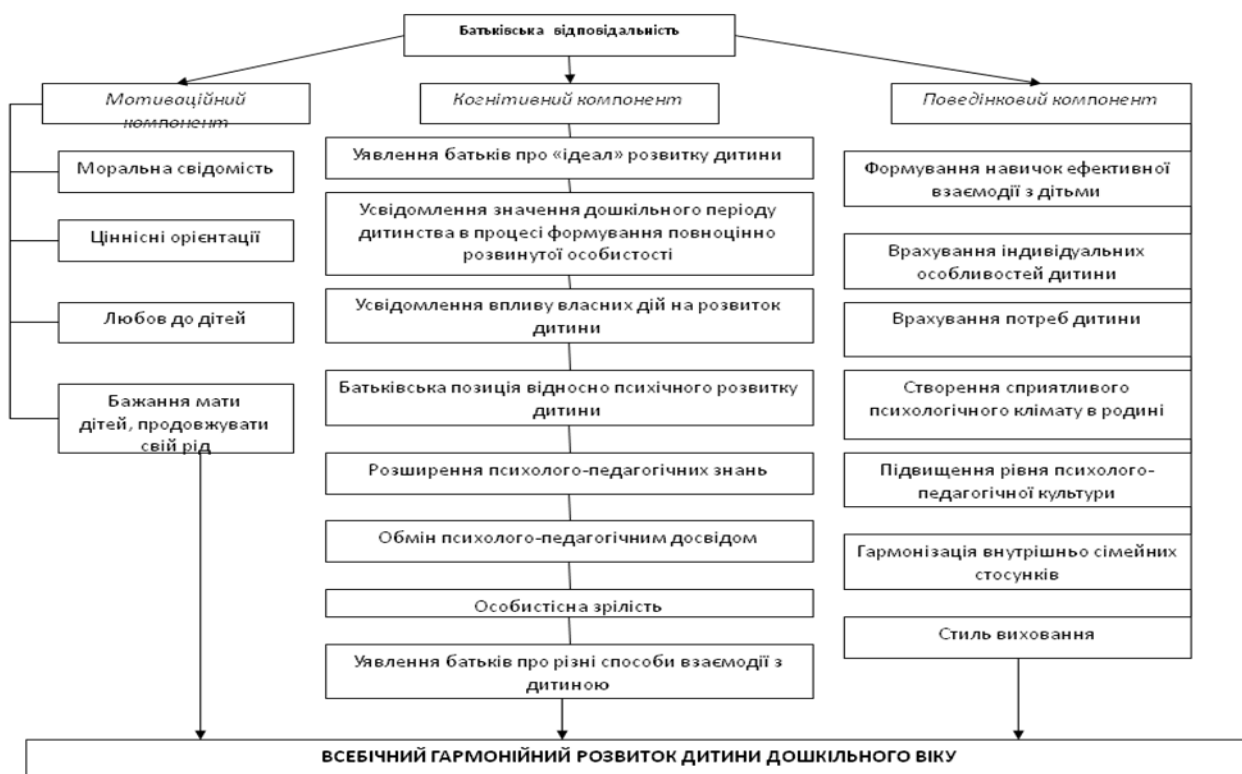 Батьківська відповідальність
Мотиваційний
компонент
Моральна свідомість
Ціннісні орієнтації
Любов до дітей
Бажання мати
дітей, продовжувати
свій рід
Когнітивний компонент
Уявлення батьків про «ідеал» розвитку дитини
Усвідомлення значення дошкільного періоду
дитинства в процесі формування повноцінно
розвинутої особистості
Усвідомлення впливу власних дій на розвиток
дитини
Батьківська позиція відносно психічного розвитку
дитини
Розширення психолого-педагогічних знань
Обмін психолого-педагогічним досвідом
Особистісна зрілість
Уявлення батьків про різні способи взаємодії з
дитиною
Поведінковий компонент
Формування навичок ефективної
взаємодії з дітьми
Врахування індивідуальних
особливостей дитини
Врахування потреб дитини
Створення сприятливого
психологічного клімату в родині
Підвищення рівня психолого-
педагогічної культури
Гармонізація внутрішньо сімейних
стосунків
Стиль виховання
ВСЕБІЧНИЙ ГАРМОНІЙНИЙ РОЗВИТОК ДИТИНИ ДОШКІЛЬНОГО ВІКУ